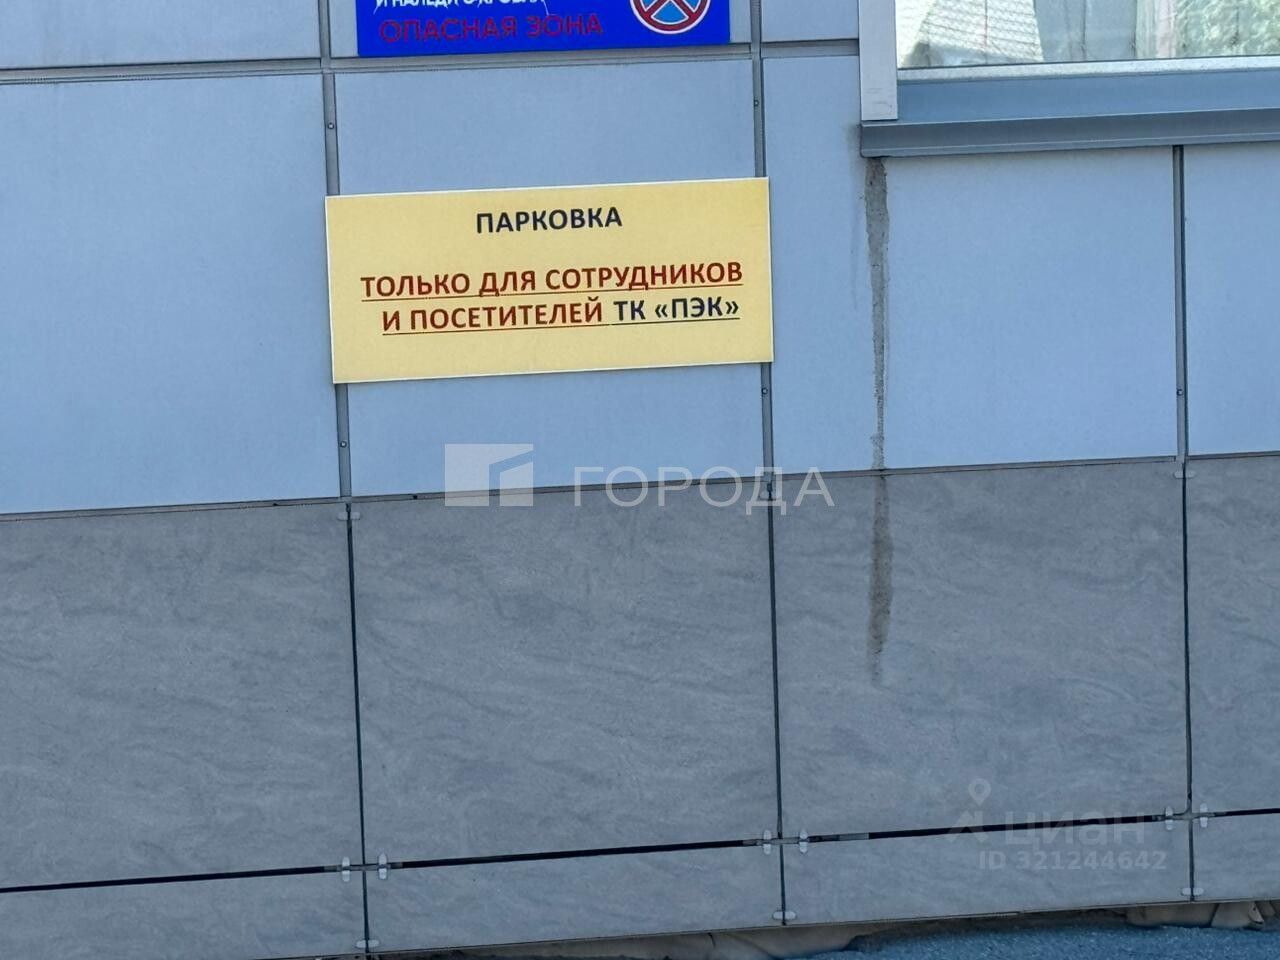 ОПАСНАЯ ЗОНА
ПАРКОВКА
ТОЛЬКО ДЛЯ СОТРУДНИКОВ
И ПОСЕТИТЕЛЕЙ ТК «ПЭК»
ГОРОДА
циан
ID 321244642